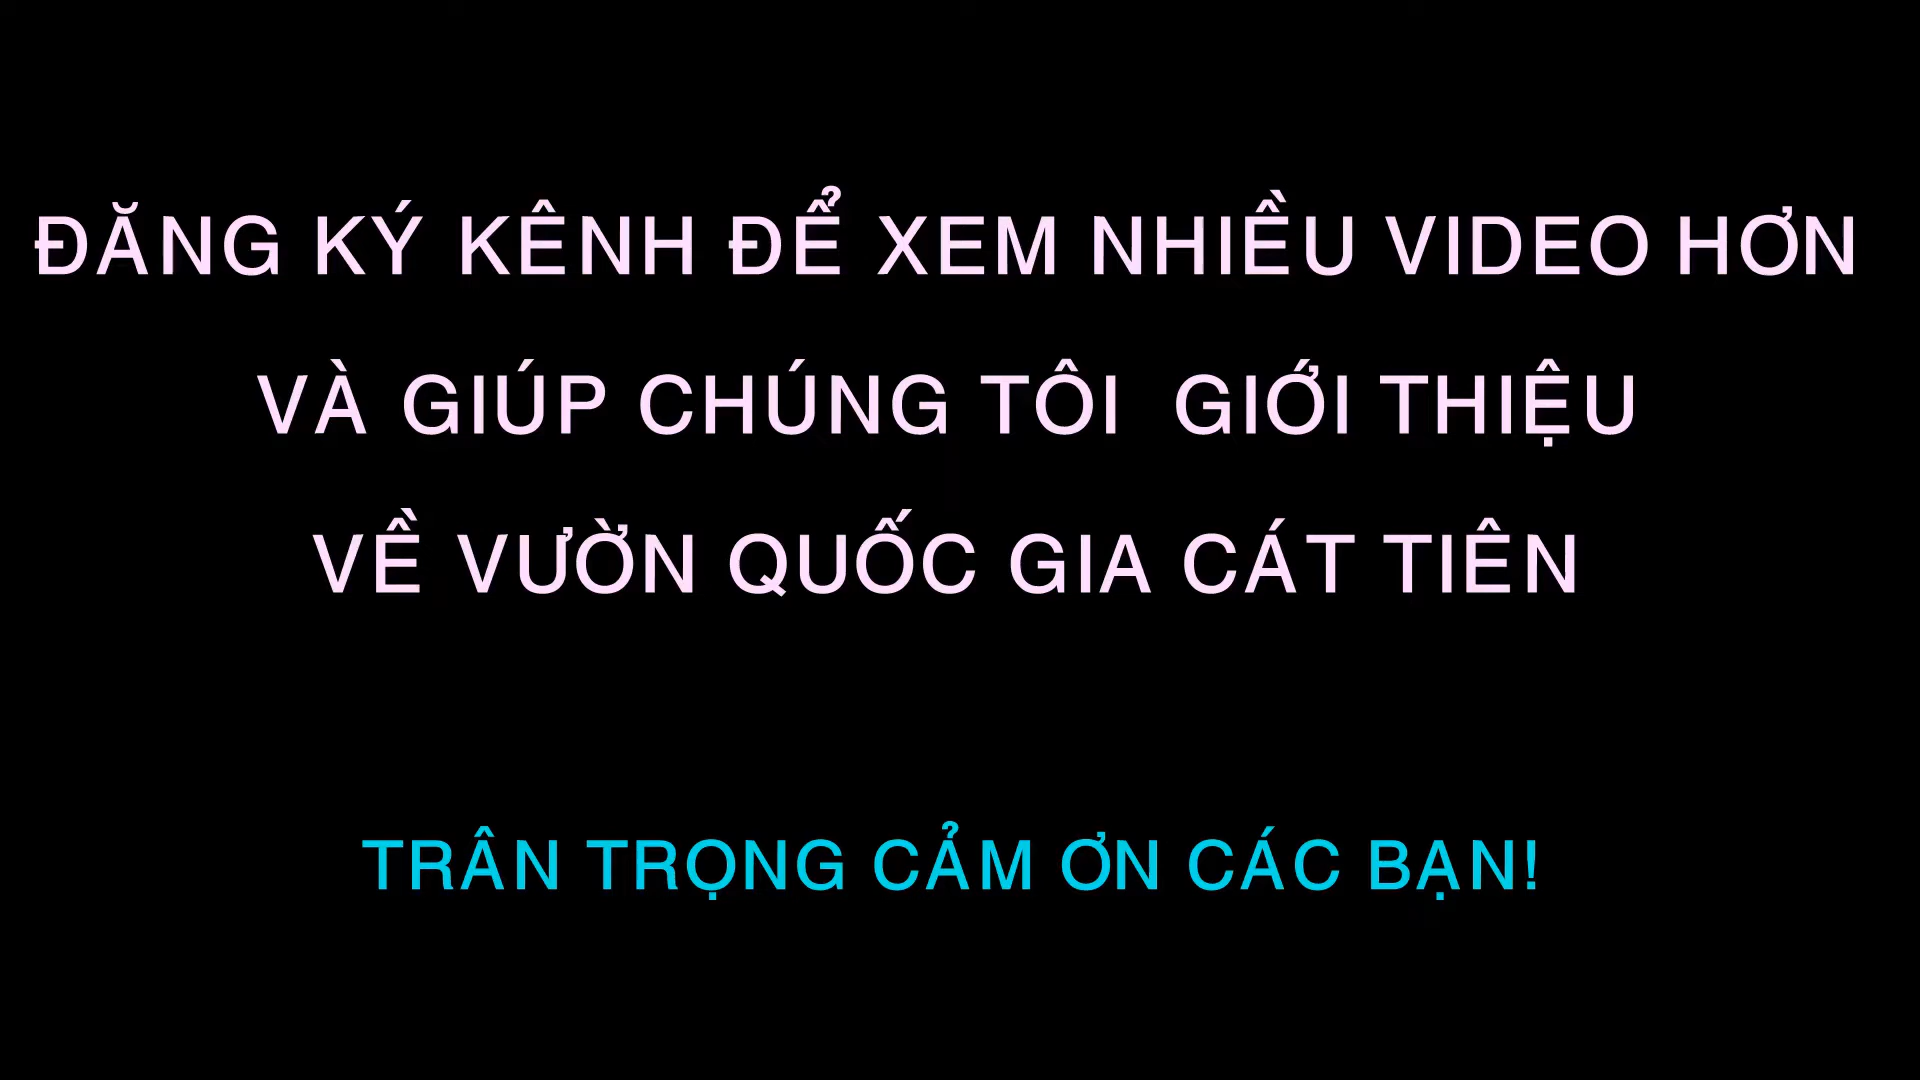 ĐĂNG KÝ KÊNH ĐỂ XEM NHIỀU VIDEO HƠN
VÀ GIÚP CHÚNG TÔI GIỚI THIỆU
VỀ VƯỜN QUỐC GIA CÁT TIÊN
TRÂN TRỌNG CẢM ƠN CÁC BẠN!